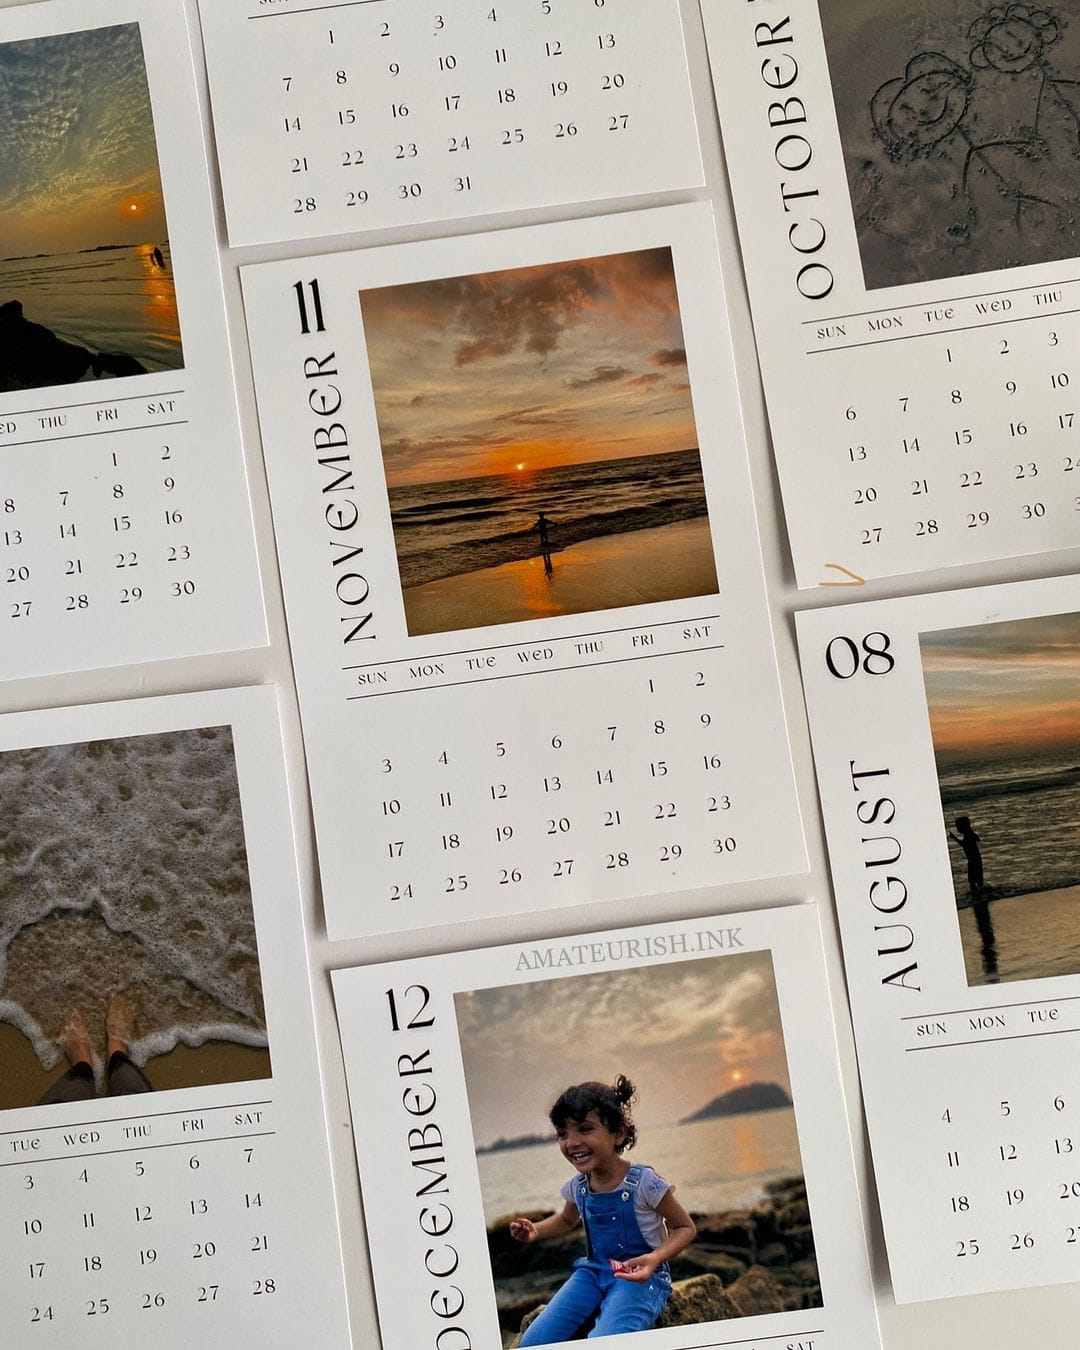 1 2 3 4 5 6
7 8 9 10 11 12 13
14 15 16 17 18 19 20
21 22 23 24 25 26 27
28 29 30 31
THU FRI SAT
1 2
8 7 8 9
13 14 15 16
20 21 22 23
27 28 29 30
OCTOBER
SUN MON TUE WED THU
1 2 3
6 7 8 9 10
13 14 15 16 17
20 21 22 23 24
27 28 29 30
11
NOVEMBER
SUN MON TUE WED THU FRI SAT
1 2
3 4 5 6 7 8 9
10 11 12 13 14 15 16
17 18 19 20 21 22 23
24 25 26 27 28 29 30
08
AUGUST
SUN MON TUE
4 5 6
11 12 13
18 19 20
25 26
TUE WED THU FRI SAT
3 4 5 6 7
10 11 12 13 14
17 18 19 20 21
24 25 26 27 28
AMATEURISH.INK
12
DECEMBER
SAT